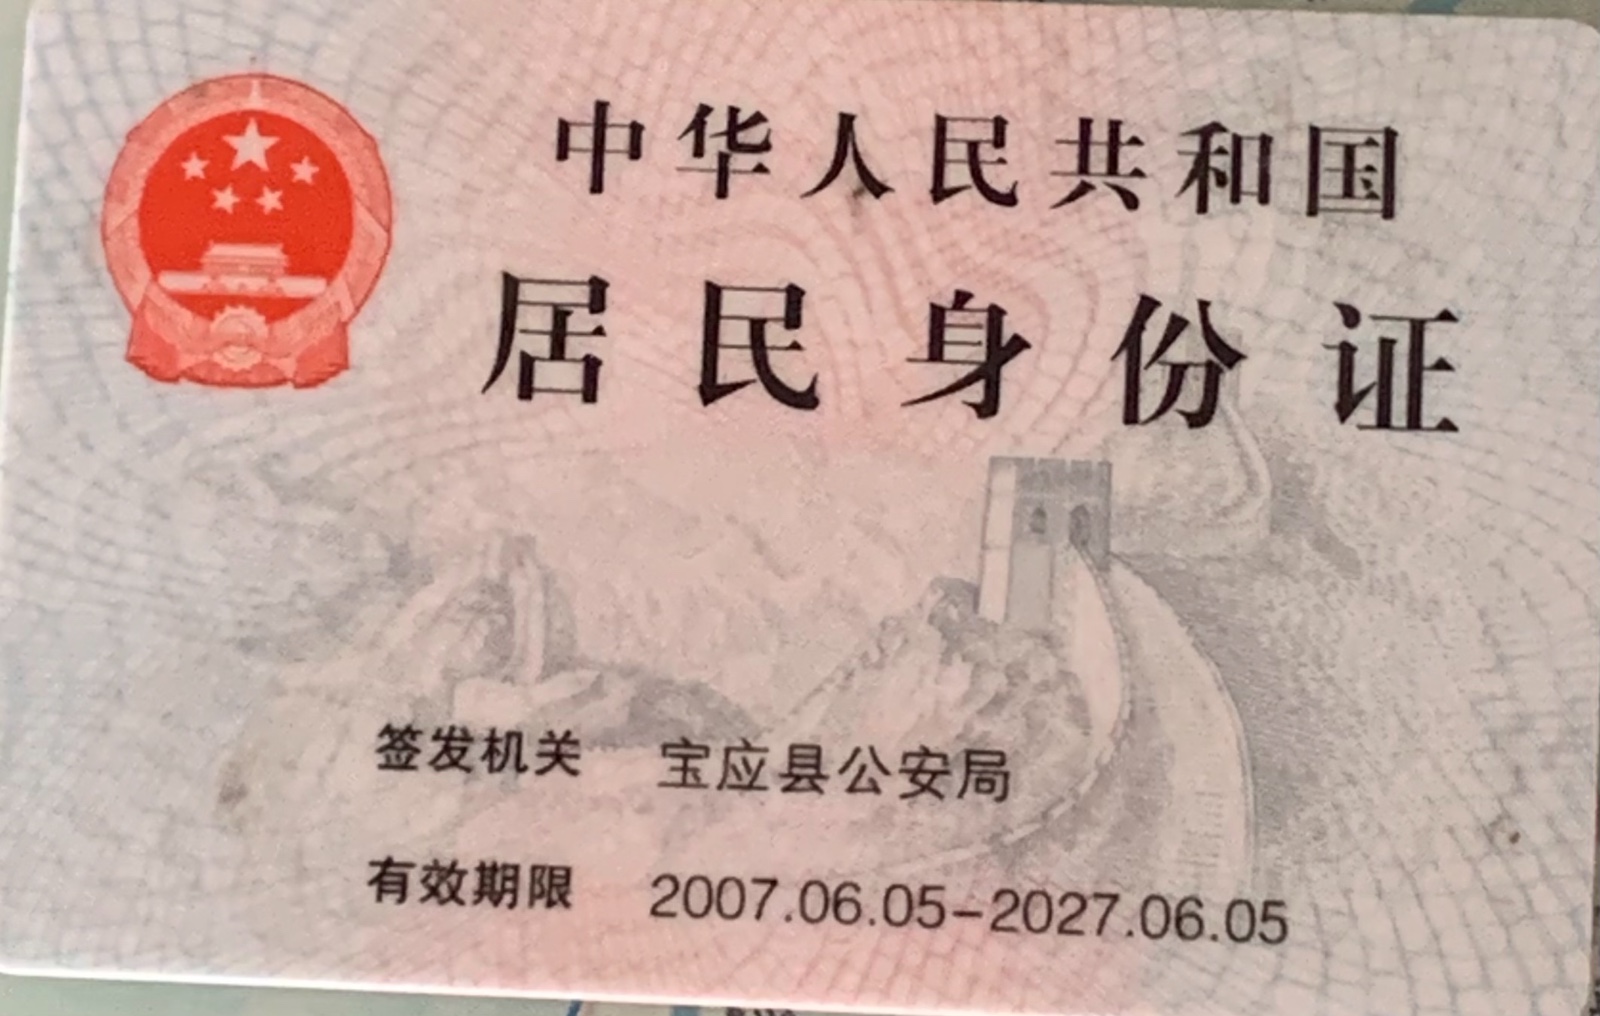 中华人民共和国
居民身份证
签发机关 宝应县公安局
有效期限 2007.06.05-2027.06.05